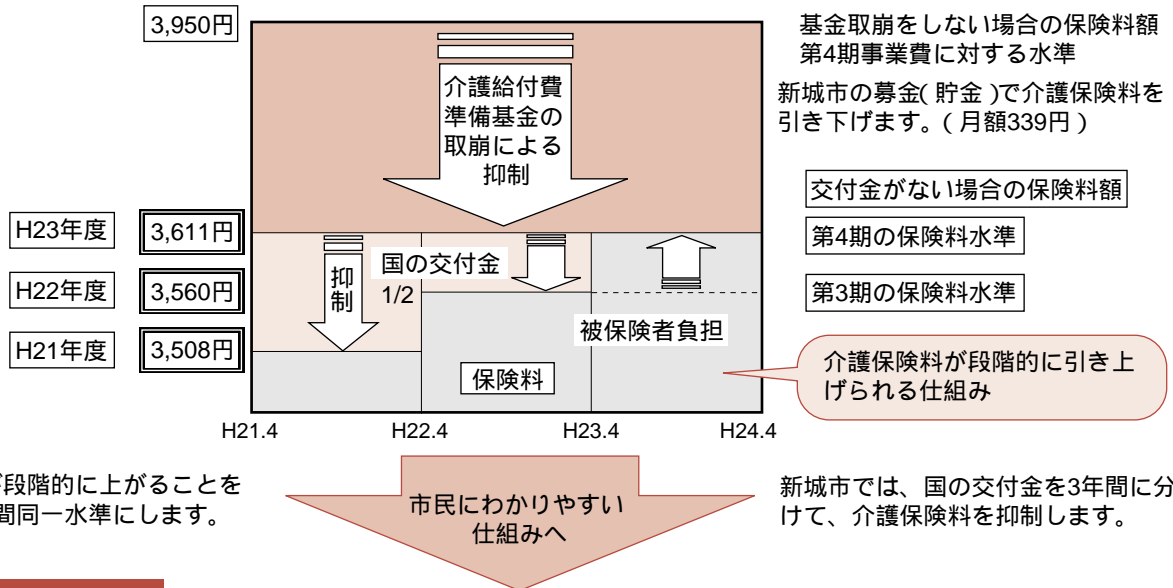 3,950円
基金取崩をしない場合の保険料額
第4期事業費に対する水準
新城市の募金(貯金)で介護保険料を
引き下げます。(月額339円)
介護給付費
準備基金の
取崩による
抑制
交付金がない場合の保険料額
H23年度
3,611円
第4期の保険料水準
抑
制
国の交付金
1/2
H22年度
3,560円
第3期の保険料水準
H21年度
3,508円
被保険者負担
保険料
介護保険料が段階的に引き上
げられる仕組み
H21.4
H22.4
H23.4
H24.4
段階的に上がることを
間同一水準にします。
市民にわかりやすい
仕組みへ
新城市では、国の交付金を3年間に分
けて、介護保険料を抑制します。